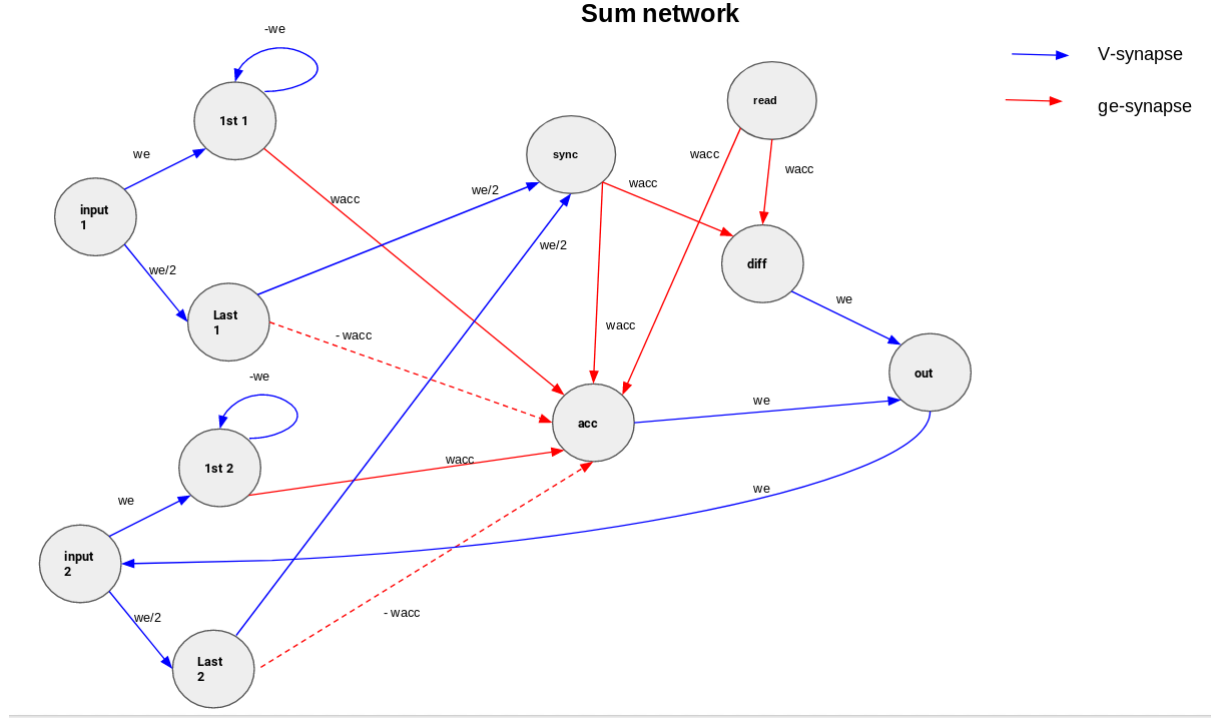 Sum network
-we
V-synapse
ge-synapse
1st 1
read
sync
we
wacc
wacc
wacc
we/2
wacc
input
1
we/2
we/2
diff
we
Last
1
wacc
- wacc
out
-we
we
acc
1st 2
wacc
we
we
input
2
we/2
- wacc
Last
2